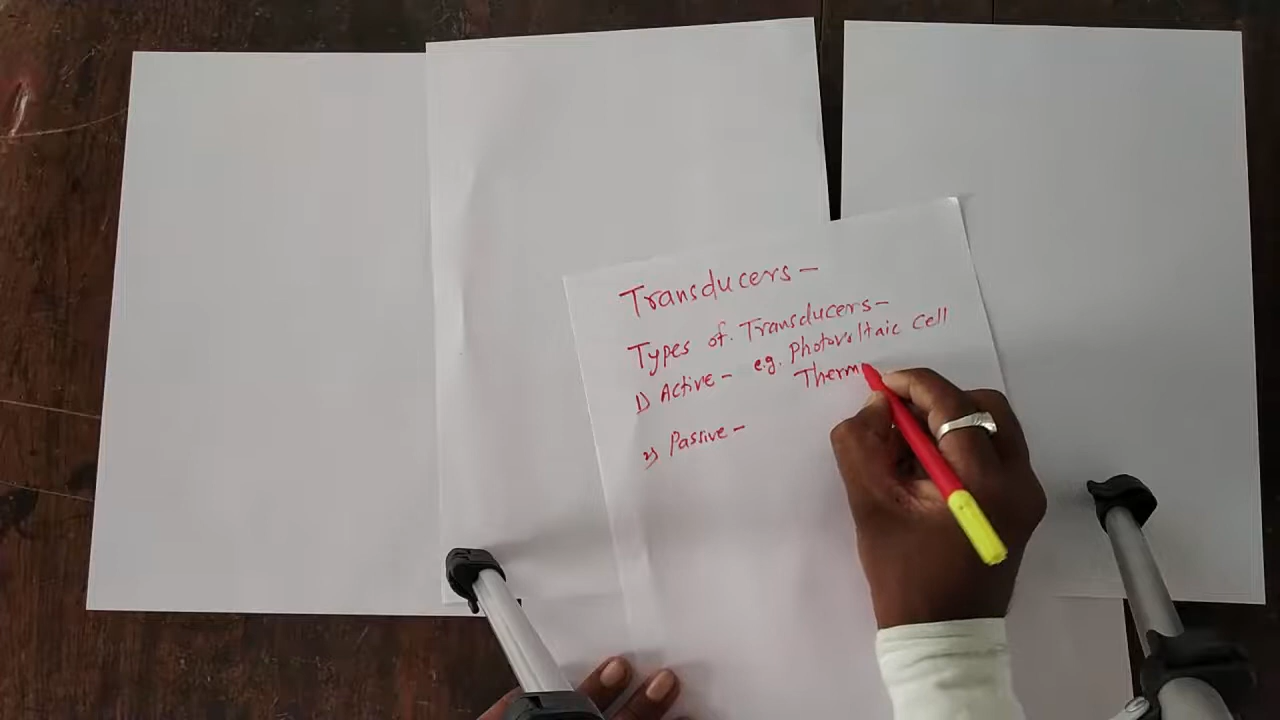 Transducers -
Types of Transducers -
1) Active - e.g. Photovoltaic Cell
Therm
2) Passive -